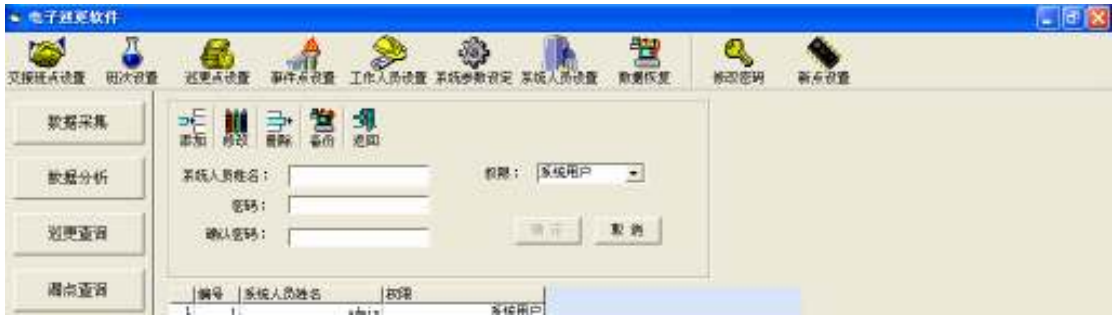 电子巡更软件
交接班点设置 班次设置 巡更点设置 事件点设置 工作人员设置 系统参数设定 系统人员设置 数据恢复 修改密码 新点设置
数据采集
添加 修改 删除 备份 返回
数据分析
系统人员姓名： 权限： 系统用户
密码：
巡更查询
确认密码： 确定 取消
漏点查询
编号 系统人员姓名 权限
1 1 系统用户